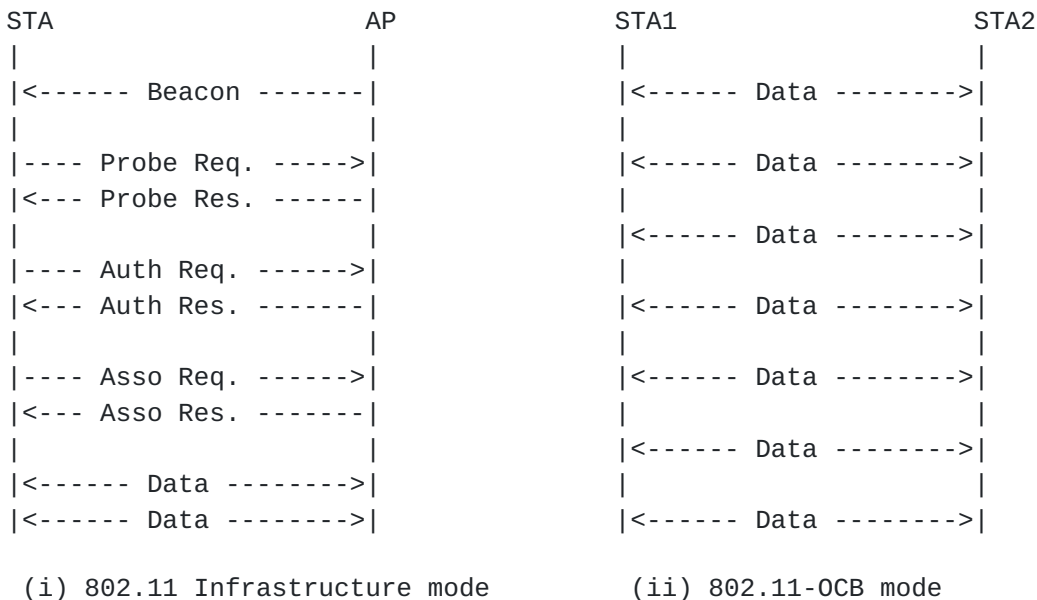 STA                    AP              STA1                   STA2
|                      |               |                      |
|<------ Beacon -------|               |<------ Data -------->|
|                      |               |                      |
|---- Probe Req. ----->|               |<------ Data -------->|
|<--- Probe Res. ------|               |                      |
|                      |               |<------ Data -------->|
|---- Auth Req. ------>|               |                      |
|<--- Auth Res. -------|               |<------ Data -------->|
|                      |               |                      |
|---- Asso Req. ------>|               |<------ Data -------->|
|<--- Asso Res. -------|               |                      |
|                      |               |<------ Data -------->|
|<------ Data -------->|               |                      |
|<------ Data -------->|               |<------ Data -------->|

(i) 802.11 Infrastructure mode         (ii) 802.11-OCB mode